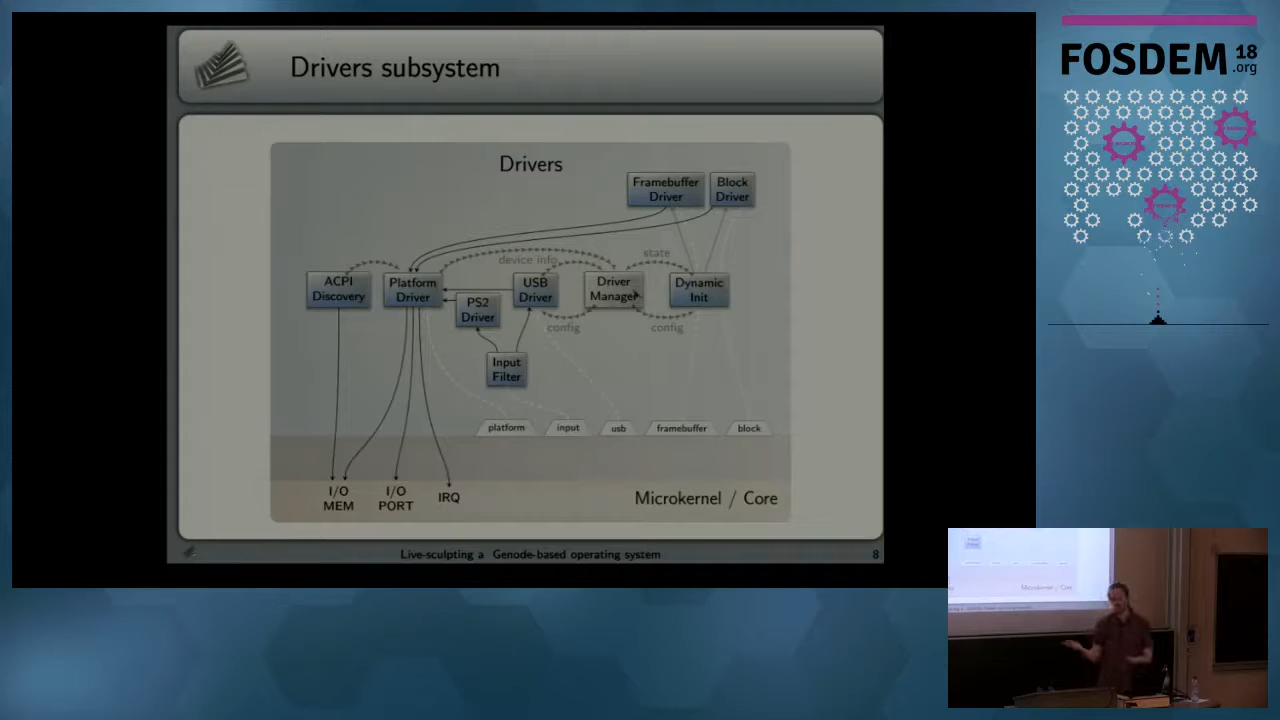 Drivers subsystem
FOSDEM 18
.org
Drivers
Framebuffer
Driver
Block
Driver
device info
state
ACPI
Discovery
Platform
Driver
PS2
Driver
USB
Driver
Driver
Manager
Dynamic
Init
config
config
Input
Filter
platform
input
usb
framebuffer
block
I/O
MEM
I/O
PORT
IRQ
Microkernel / Core
Live-sculpting a Genode-based operating system
8
Microkernel / Core